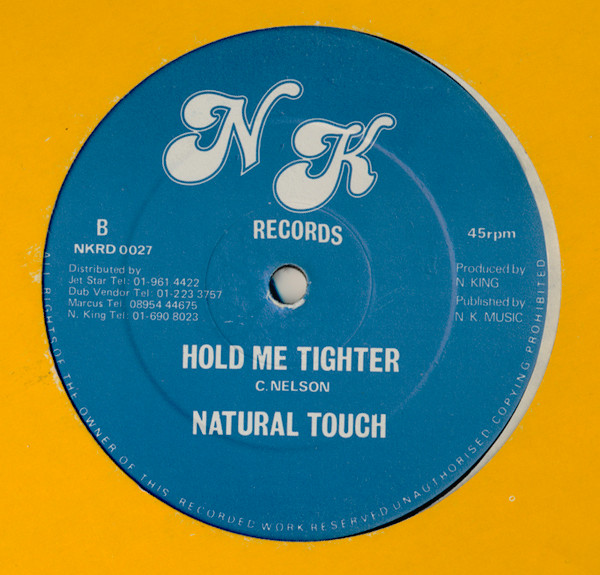 N K
RECORDS
B
NKRD 0027
45rpm
Distributed by
Jet Star Tel: 01-961 4422
Dub Vendor Tel: 01-223 3757
Marcus Tel: 08954 44675
N. King Tel: 01-690 8023
Produced by
N KING
Published by
N. K. MUSIC
HOLD ME TIGHTER
C. NELSON
NATURAL TOUCH
ALL RIGHTS OF THE OWNER OF THIS RECORDED WORK RESERVED UNAUTHORISED COPYING PROHIBITED